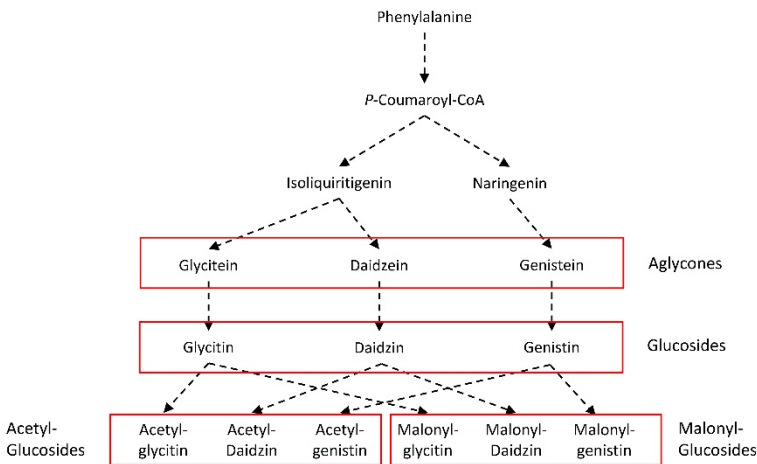 Phenylalanine
P-Coumaroyl-CoA
Isoliquiritigenin Naringenin
Glycitein Daidzein Genistein Aglycones
Glycitin Daidzin Genistin Glucosides
Acetyl- Acetyl- Acetyl- Acetyl- Malonyl- Malonyl- Malonyl- Malonyl-
Glucosides glycitin Daidzin genistin glycitin Daidzin genistin Glucosides